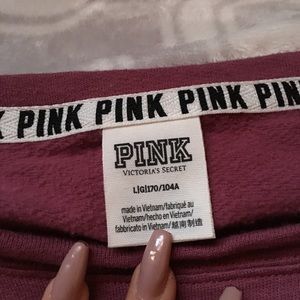 K PINK PINK PINK PIN
PINK
VICTORIA'S SECRET
L|G|170/104A
made in Vietnam/fabriqué au
Vietnam/hecho en Vietnam/
fabricato in Vietnam/越南制造